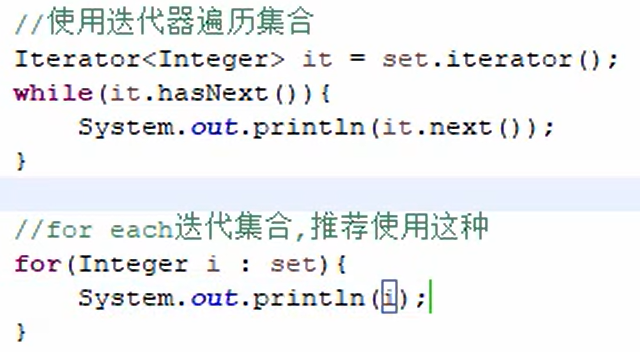 //使用迭代器遍历集合
Iterator<Integer> it = set.iterator();
while(it.hasNext()){
    System.out.println(it.next());
}
//for each迭代集合,推荐使用这种
for(Integer i : set){
    System.out.println(i);
}